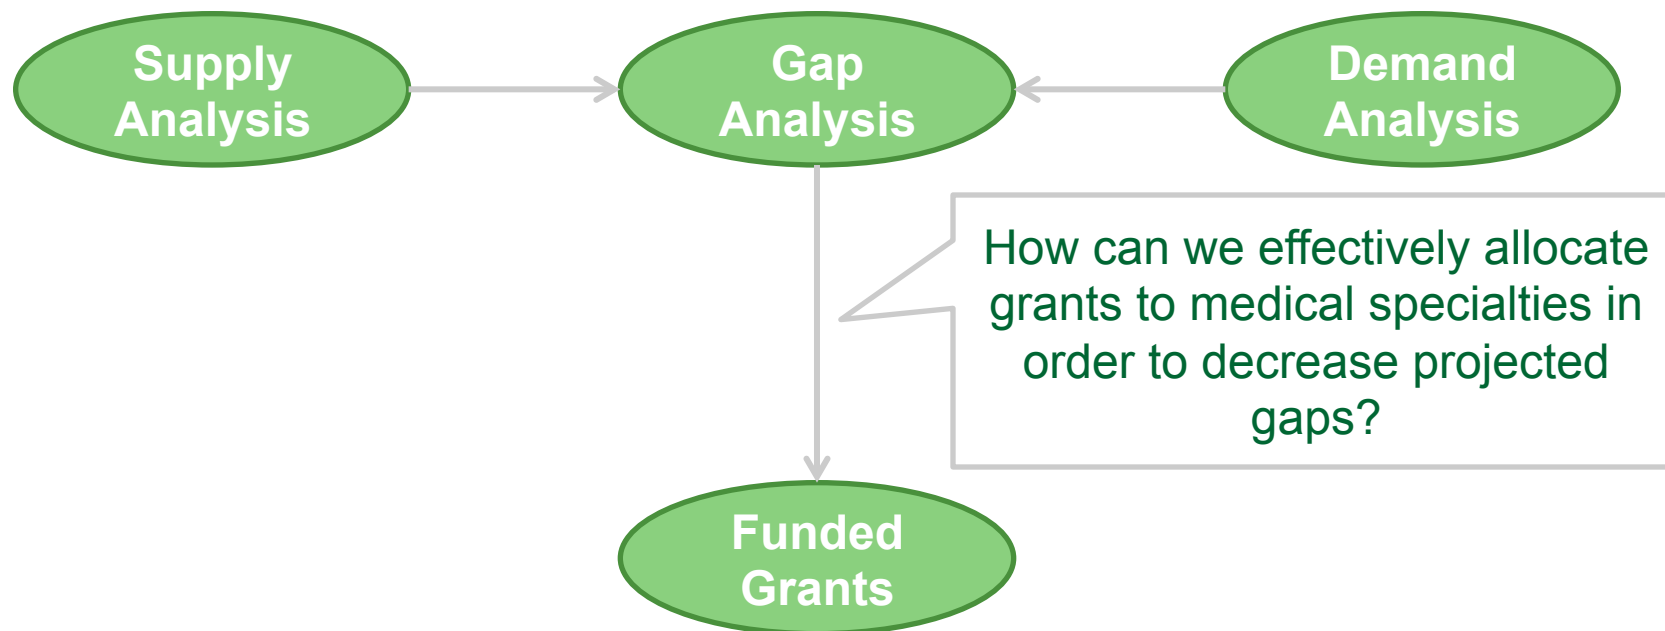 Supply
Analysis
Gap
Analysis
Demand
Analysis
How can we effectively allocate
grants to medical specialties in
order to decrease projected
gaps?
Funded
Grants